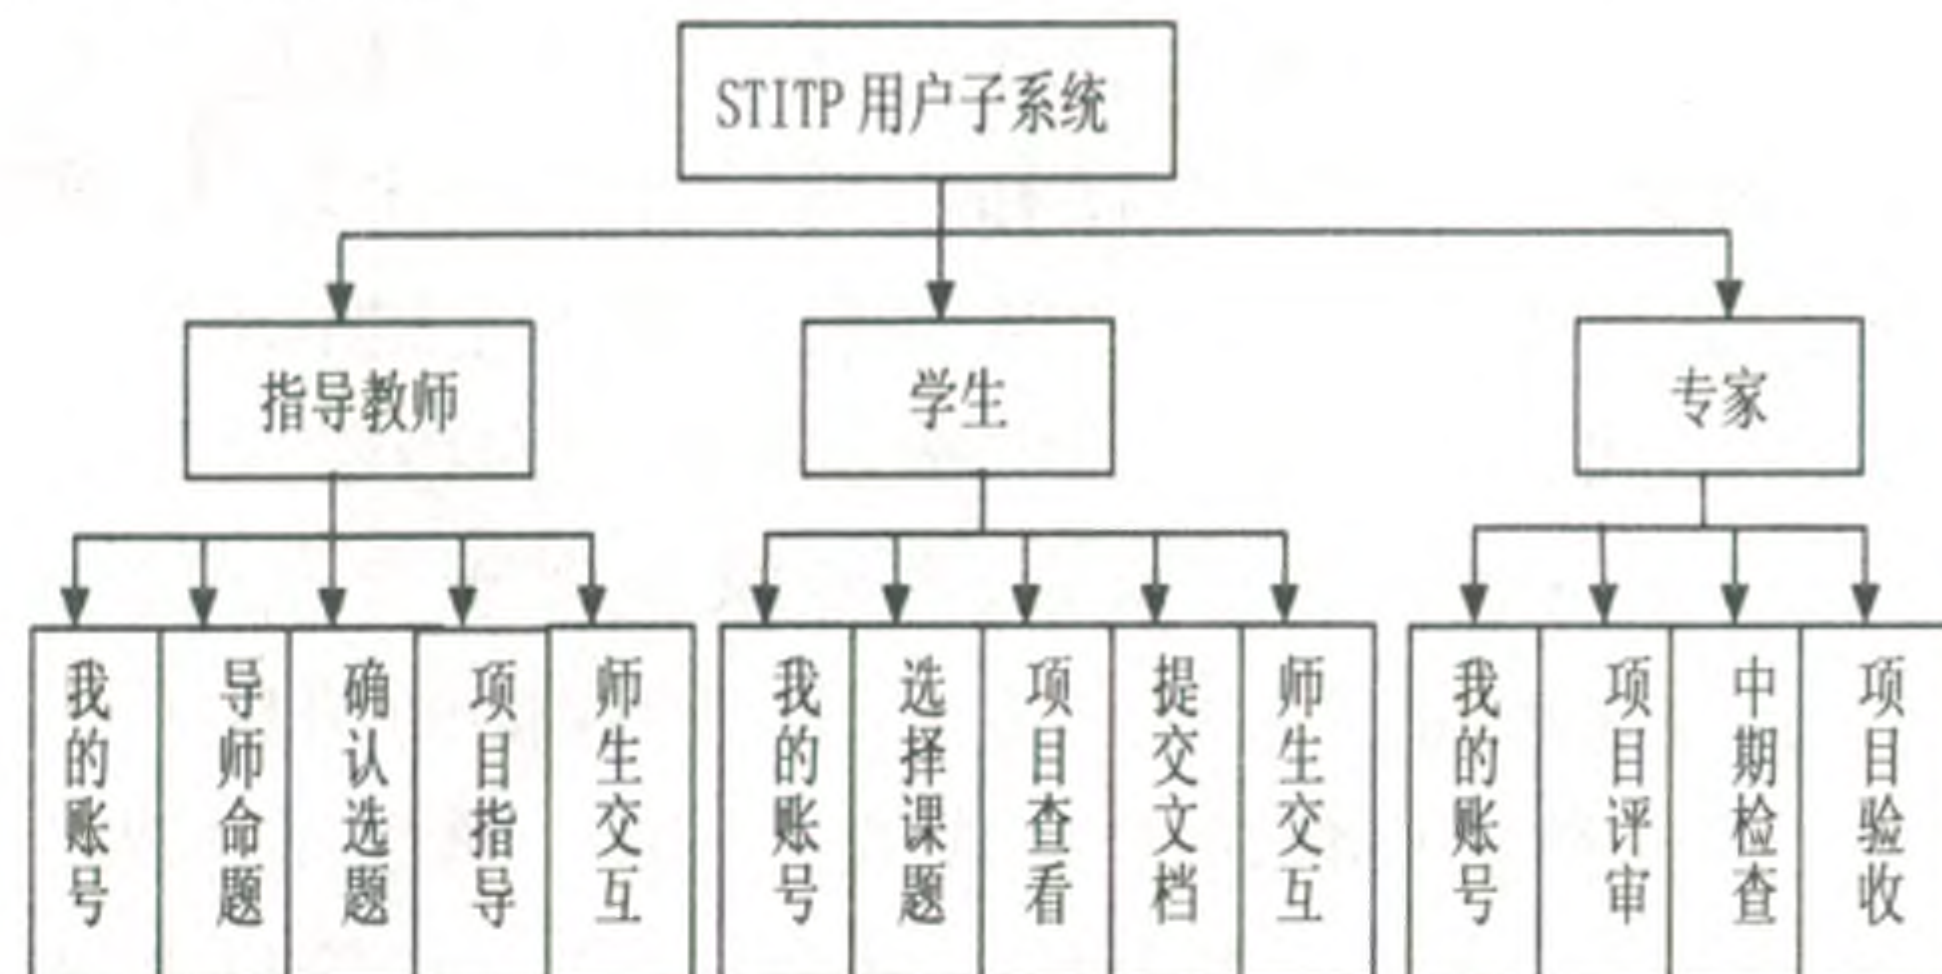 STITP用户子系统
指导教师
学生
专家
我的账号
导师命题
确认选题
项目指导
师生交互
我的账号
选择课题
项目查看
提交文档
师生交互
我的账号
项目评审
中期检查
项目验收